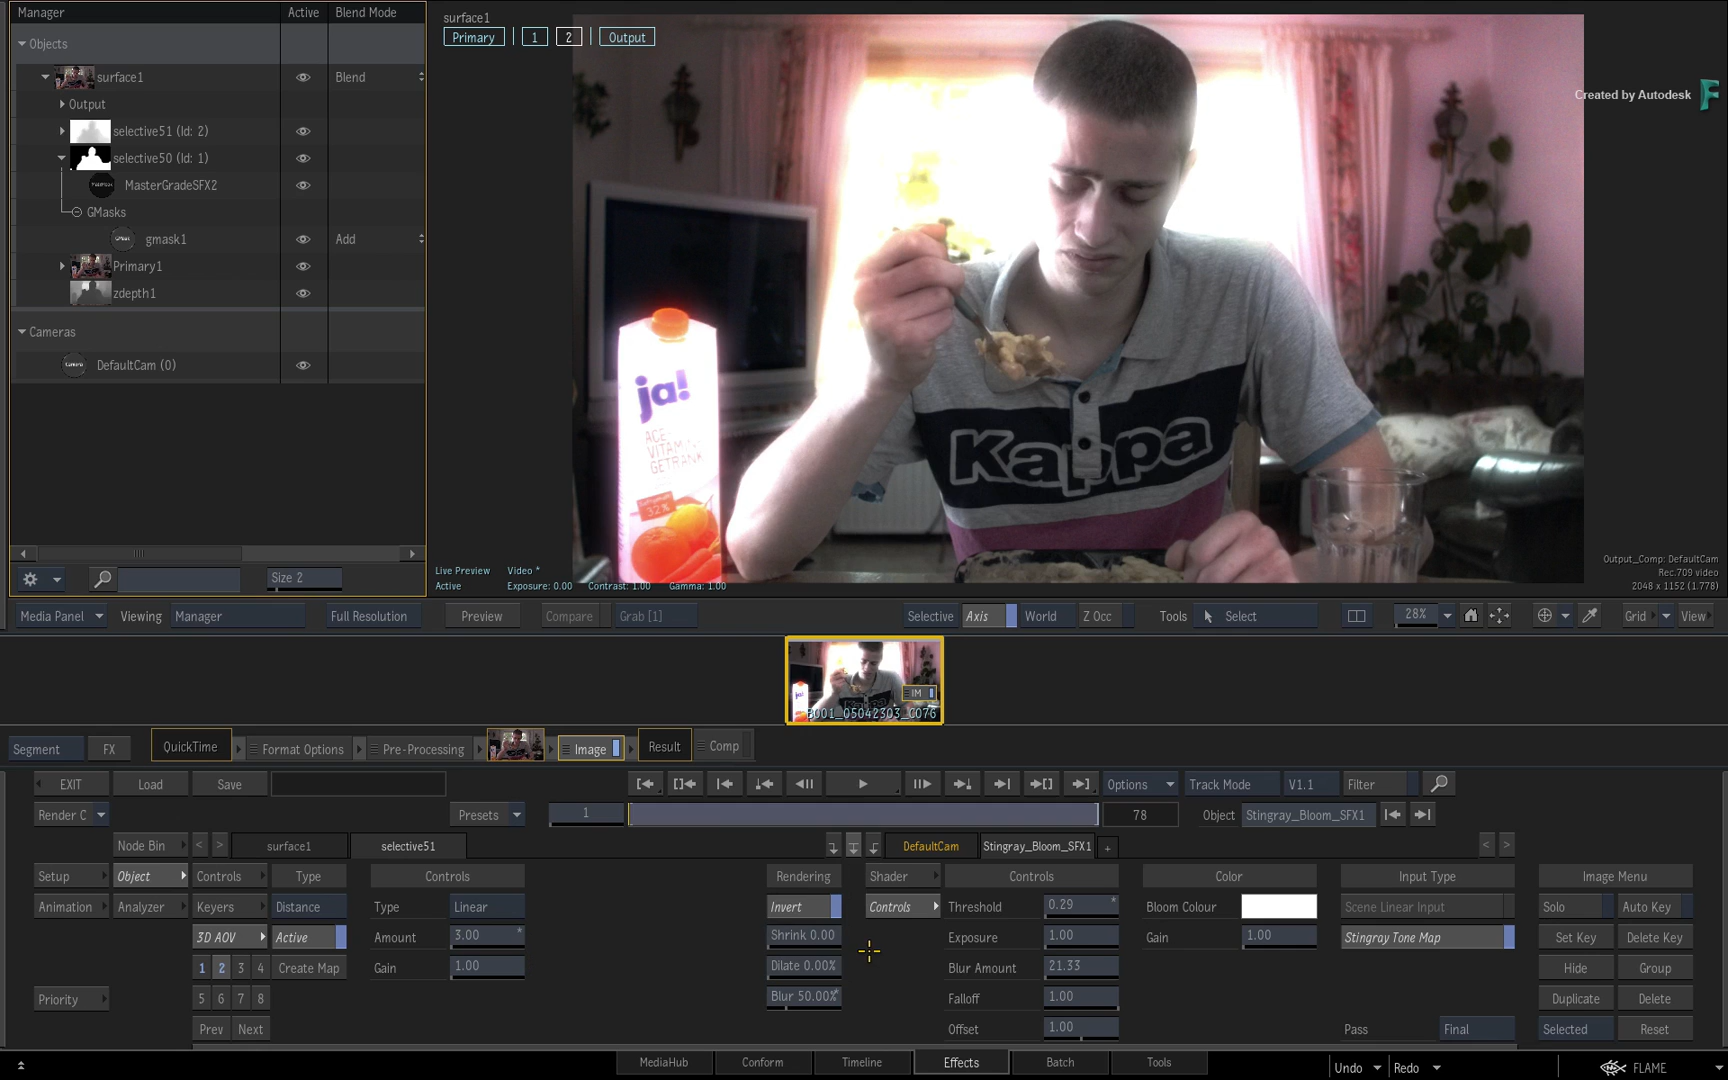 Manager
Active
Blend Mode
Objects
surface1
Blend
Output
selective51 (Id: 2)
selective50 (Id: 1)
MasterGradeSFX2
GMasks
gmask1
Add
Primary1
zdepth1
Cameras
DefaultCam (0)
Size 2
surface1
Primary | 1 2 | Output
Created by Autodesk
ja!
ACE-
VITAMIN
GETRÄNK
32%
Kappa
Live Preview Video *
Active Exposure: 0.00 Contrast: 1.00 Gamma: 1.00
Output_Comp: DefaultCam
Rec.709 video
2048 x 1152 (1.778)
Media Panel Viewing Manager Full Resolution Preview Compare Grab [1] Selective Axis World Z Occ Tools Select 28% Grid View
IM
B001_05042303_C076
Segment FX QuickTime Format Options Pre-Processing Image Result Comp
EXIT Load Save Options Track Mode V1.1 Filter
Render C Presets 1 78 Object Stingray_Bloom_SFX1
Node Bin < > surface1 selective51 DefaultCam Stingray_Bloom_SFX1 + < >
Setup Object Controls Type Controls Rendering Shader Controls Color Input Type Image Menu
Animation Analyzer Keyers Distance Type Linear Invert Controls Threshold 0.29 * Bloom Colour Scene Linear Input Solo Auto Key
3D AOV Active Amount 3.00 * Shrink 0.00 Exposure 1.00 Gain 1.00 Stingray Tone Map Set Key Delete Key
1 2 3 4 Create Map Gain 1.00 Dilate 0.00% Blur Amount 21.33 Hide Group
Priority 5 6 7 8 Blur 50.00%* Falloff 1.00 Duplicate Delete
Prev Next Offset 1.00 Pass Final Selected Reset
MediaHub Conform Timeline Effects Batch Tools Undo Redo FLAME